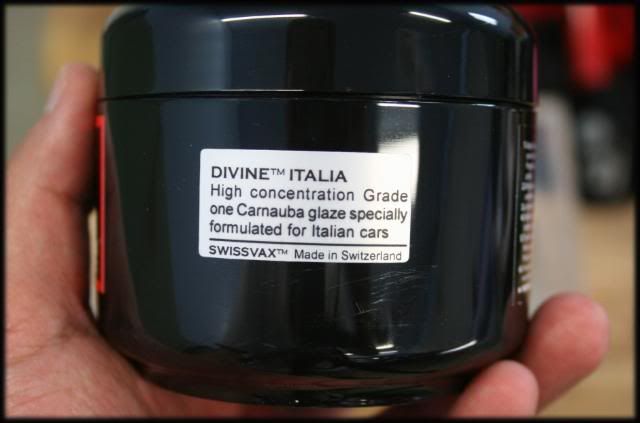 DIVINE™ ITALIA
High concentration Grade
one Carnauba glaze specially
formulated for Italian cars
SWISSVAX™ Made in Switzerland